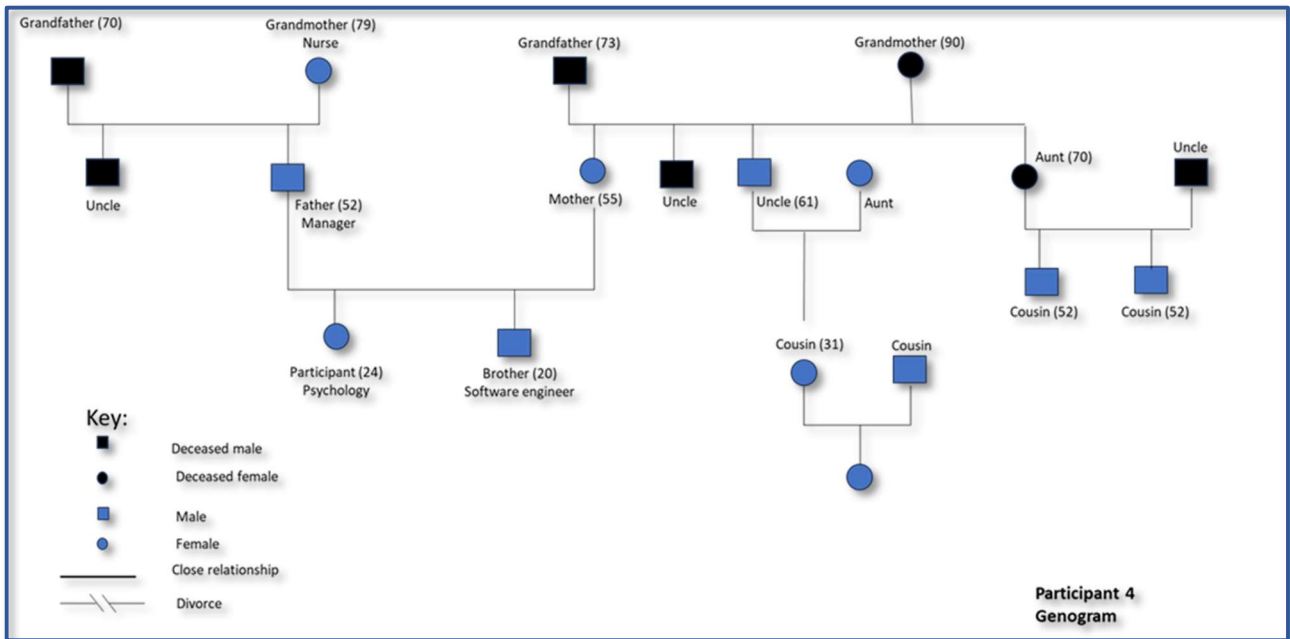 Grandfather (70)
Grandmother (79)
Nurse
Grandfather (73)
Grandmother (90)
Uncle
Father (52)
Manager
Mother (55)
Uncle
Uncle (61)
Aunt
Aunt (70)
Uncle
Cousin (52)
Cousin (52)
Participant (24)
Psychology
Brother (20)
Software engineer
Cousin (31)
Cousin
Key:
Deceased male
Deceased female
Male
Female
Close relationship
Divorce
Participant 4
Genogram